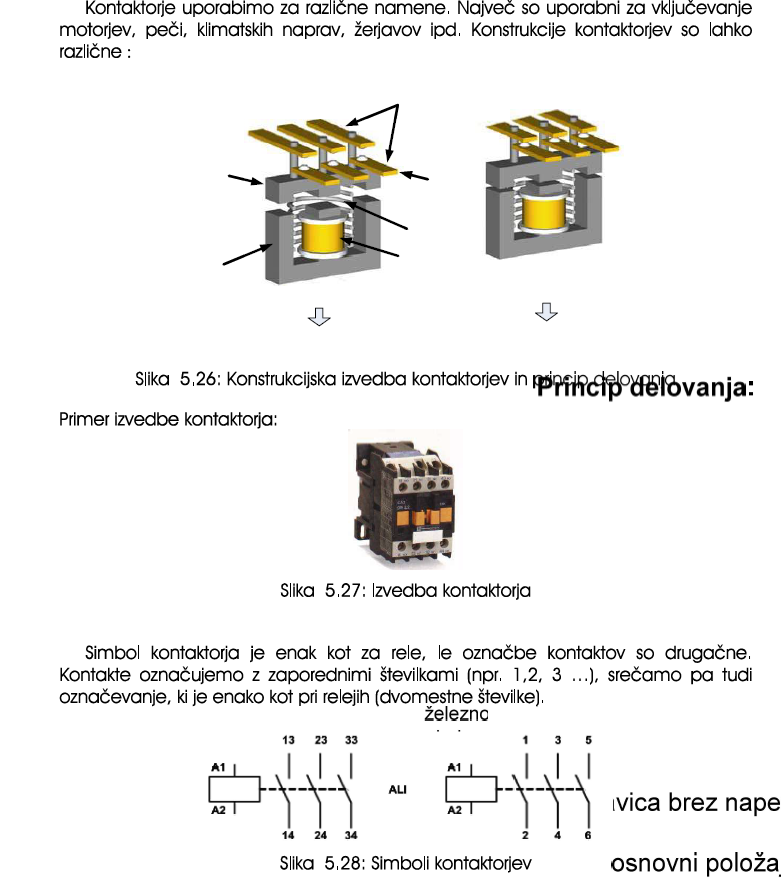 Kontaktorje uporabimo za različne namene. Največ so uporabni za vključevanje
motorjev, peči, klimatskih naprav, žerjavov ipd. Konstrukcije kontaktorjev so lahko
različne :
Slika 5.26: Konstrukcijska izvedba kontaktorjev in princip delovanja
Princip delovanja:
Primer izvedbe kontaktorja:
Slika 5.27: Izvedba kontaktorja
Simbol kontaktorja je enak kot za rele, le označbe kontaktov so drugačne.
Kontakte označujemo z zaporednimi številkami (npr. 1,2, 3 ...), srečamo pa tudi
označevanje, ki je enako kot pri relejih (dvomestne številke).
železno
13 23 33 1 3 5
A1 A1
ALI
A2 A2
avica brez nape
14 24 34 2 4 6
Slika 5.28: Simboli kontaktorjev
osnovni položaj